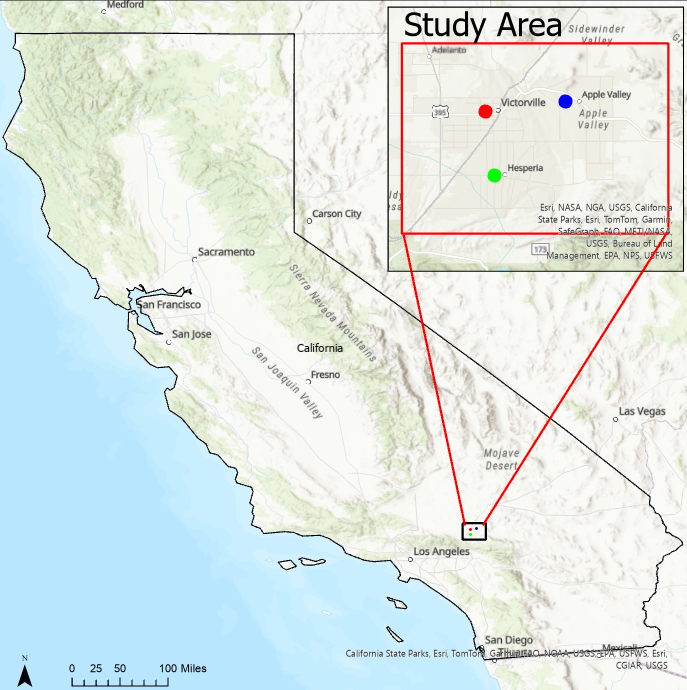 Medford
Study Area
Sidewinder
Valley
Adelanto
Apple Valley
Victorville
395
Apple
Valley
Hesperia
Esri, NASA, NGA, USGS, California
State Parks, Esri, TomTom, Garmin,
SafeGraph, FAO, METI/NASA,
USGS, Bureau of Land
Management, EPA, NPS, USFWS
173
Carson City
Sacramento
Sierra Nevada Mountains
San Francisco
San Jose
California
San Joaquin Valley
Fresno
Las Vegas
Mojave
Desert
Los Angeles
San Diego
Tijuana
Mexicali
California State Parks, Esri, TomTom, Garmin, FAO, NOAA, USGS, EPA, USFWS, Esri,
CGIAR, USGS
N
0 25 50 100 Miles